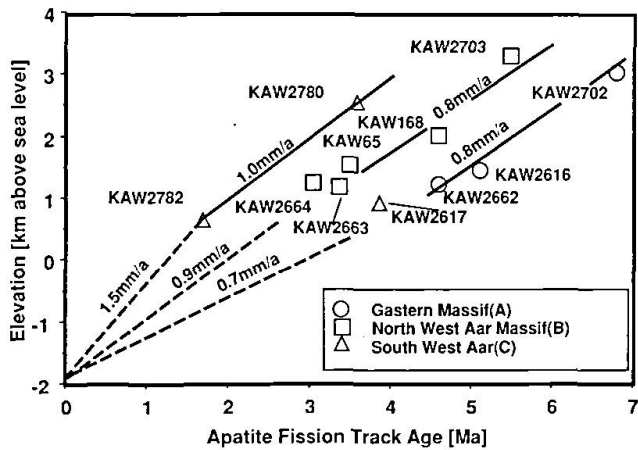 4
3
2
1
0
-1
-2
Elevation [km above sea level]
KAW2703
KAW2780
KAW168
KAW65
KAW2702
KAW2616
KAW2662
KAW2782
KAW2664
KAW2617
KAW2663
1.0mm/a
0.8mm/a
0.8mm/a
1.5mm/a
0.9mm/a
0.7mm/a
Gastern Massif(A)
North West Aar Massif(B)
South West Aar(C)
0 1 2 3 4 5 6 7
Apatite Fission Track Age [Ma]